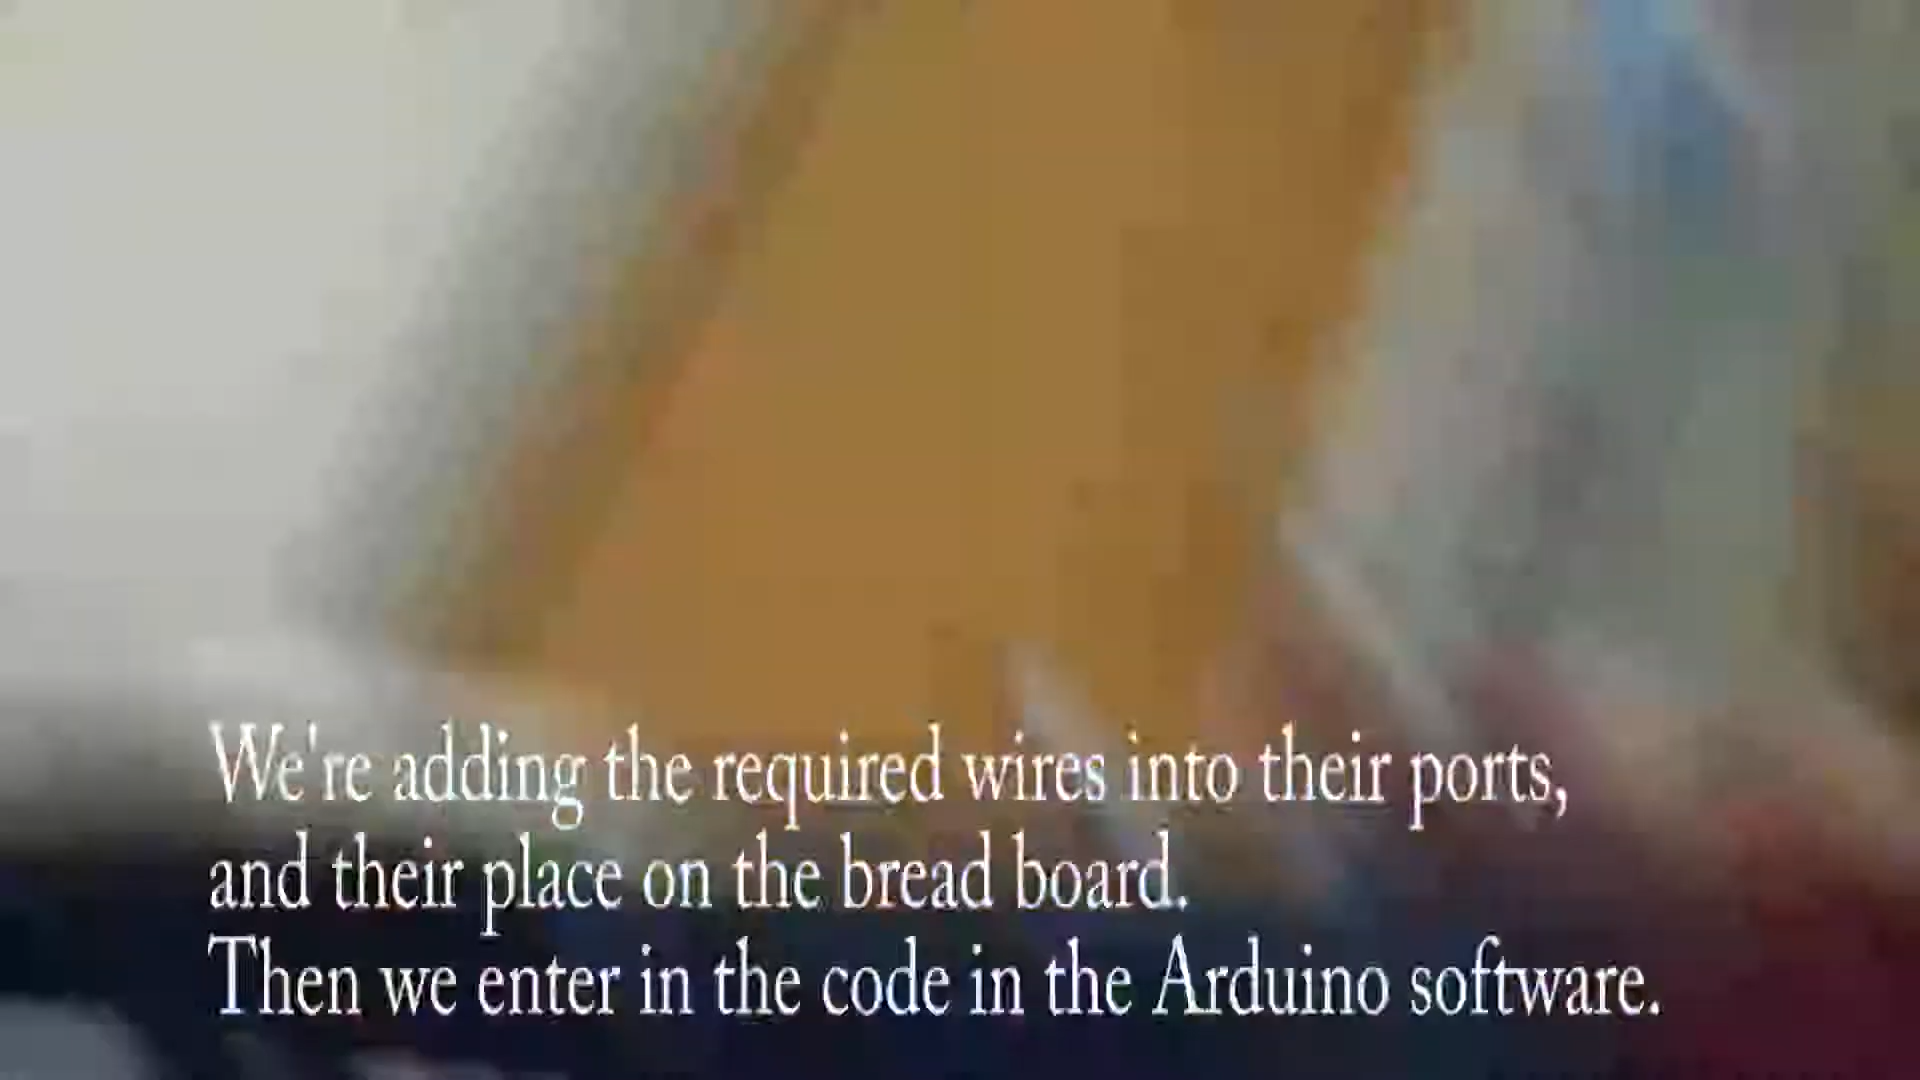 We're adding the required wires into their ports,
and their place on the bread board.
Then we enter in the code in the Arduino software.